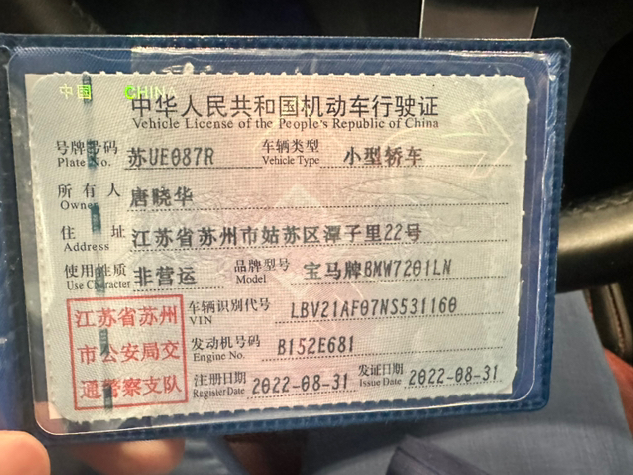 中国 CHINA
中华人民共和国机动车行驶证
Vehicle License of the People's Republic of China
号牌号码 苏UE087R 车辆类型 小型轿车
Plate No. Vehicle Type
所有人 唐晓华
Owner
住址 江苏省苏州市姑苏区潭子里22号
Address
使用性质 非营运 品牌型号 宝马牌BMW7201LN
Use Character Model
江苏省苏州 车辆识别代号 LBV21AF07NS531160
VIN
市公安局交 发动机号码 B152E681
Engine No.
通警察支队 注册日期 2022-08-31 发证日期 2022-08-31
Register Date Issue Date